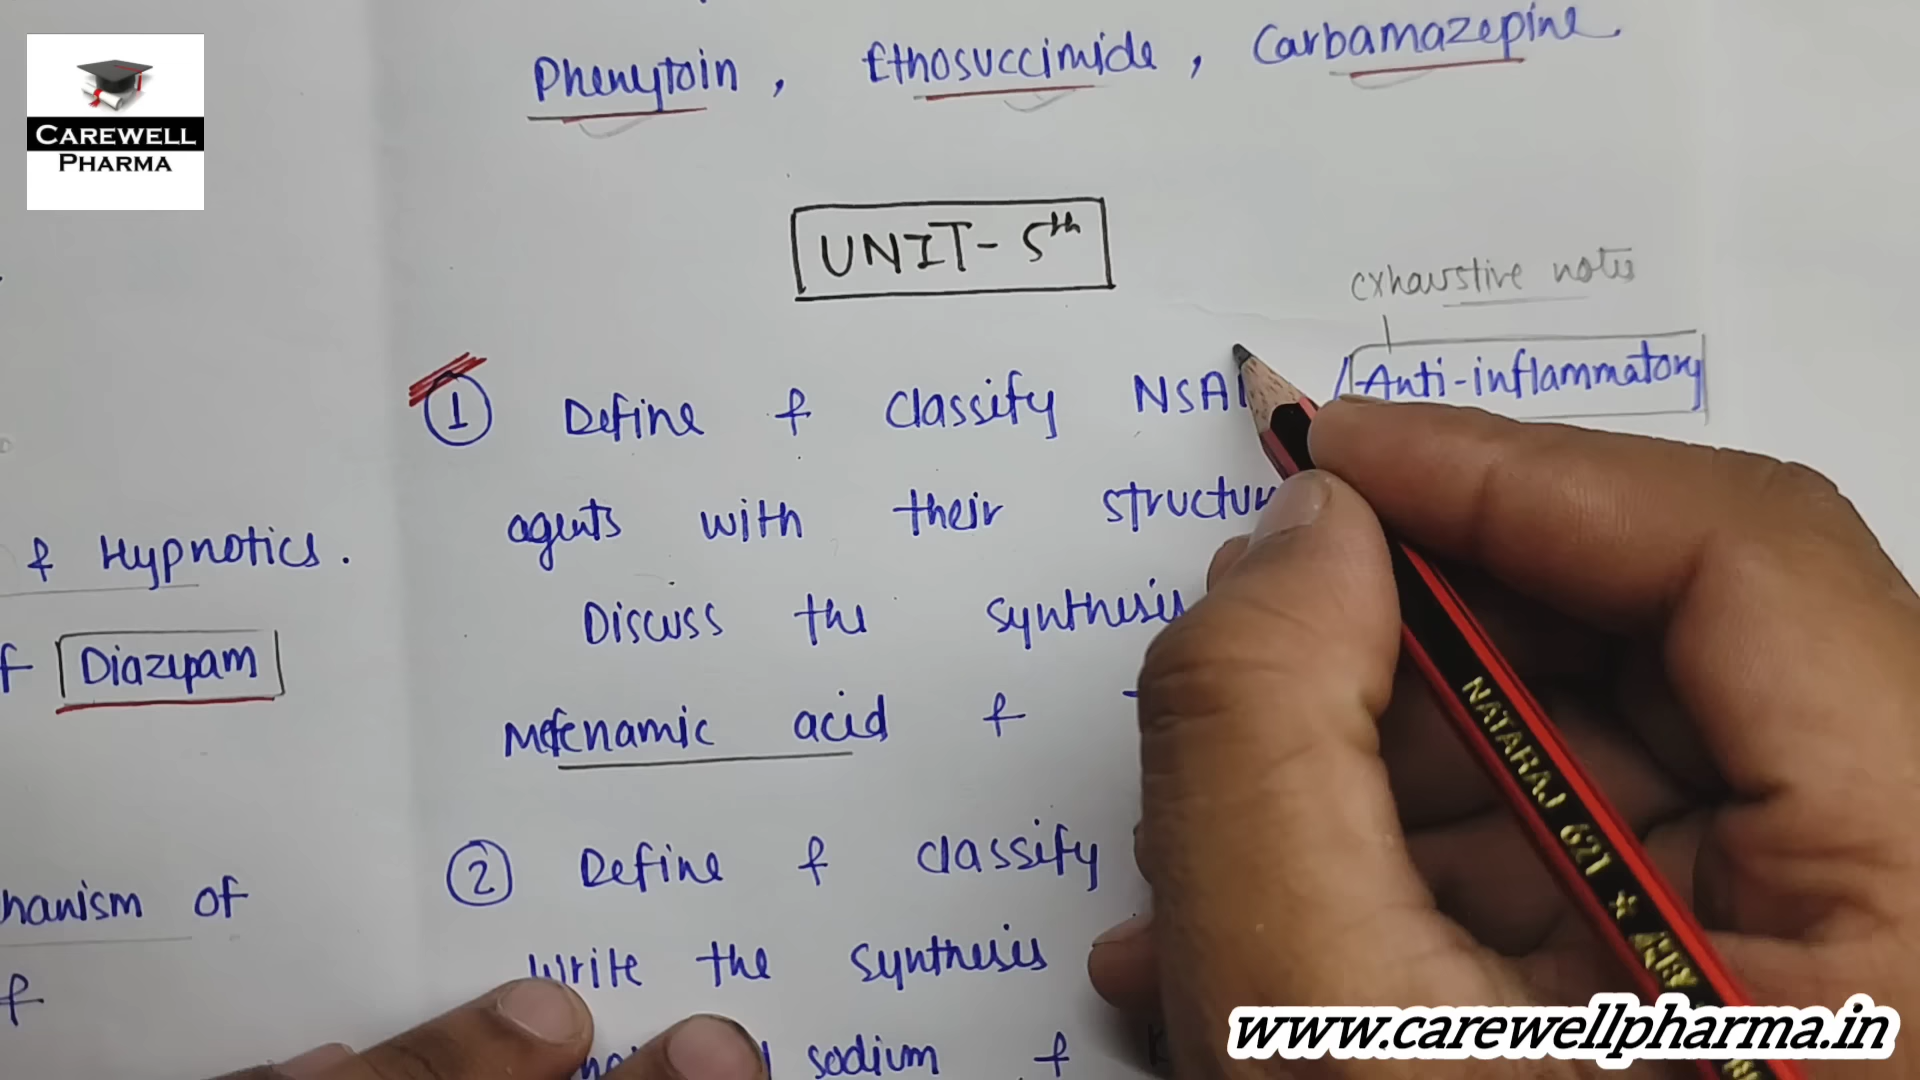 CAREWELL
PHARMA
Phenytoin , Ethosuccimide , Carbamazepine.
UNIT- 5th
exhaustive notes
1 Define & classify NSAI / Anti-inflammatory
agents with their structur
Discuss the synthesis
Mefenamic acid &
2 Define & classify
Write the synthesis
sodium &
& Hypnotics.
f Diazepam
hanism of
f
NATARAJ 621
www.carewellpharma.in